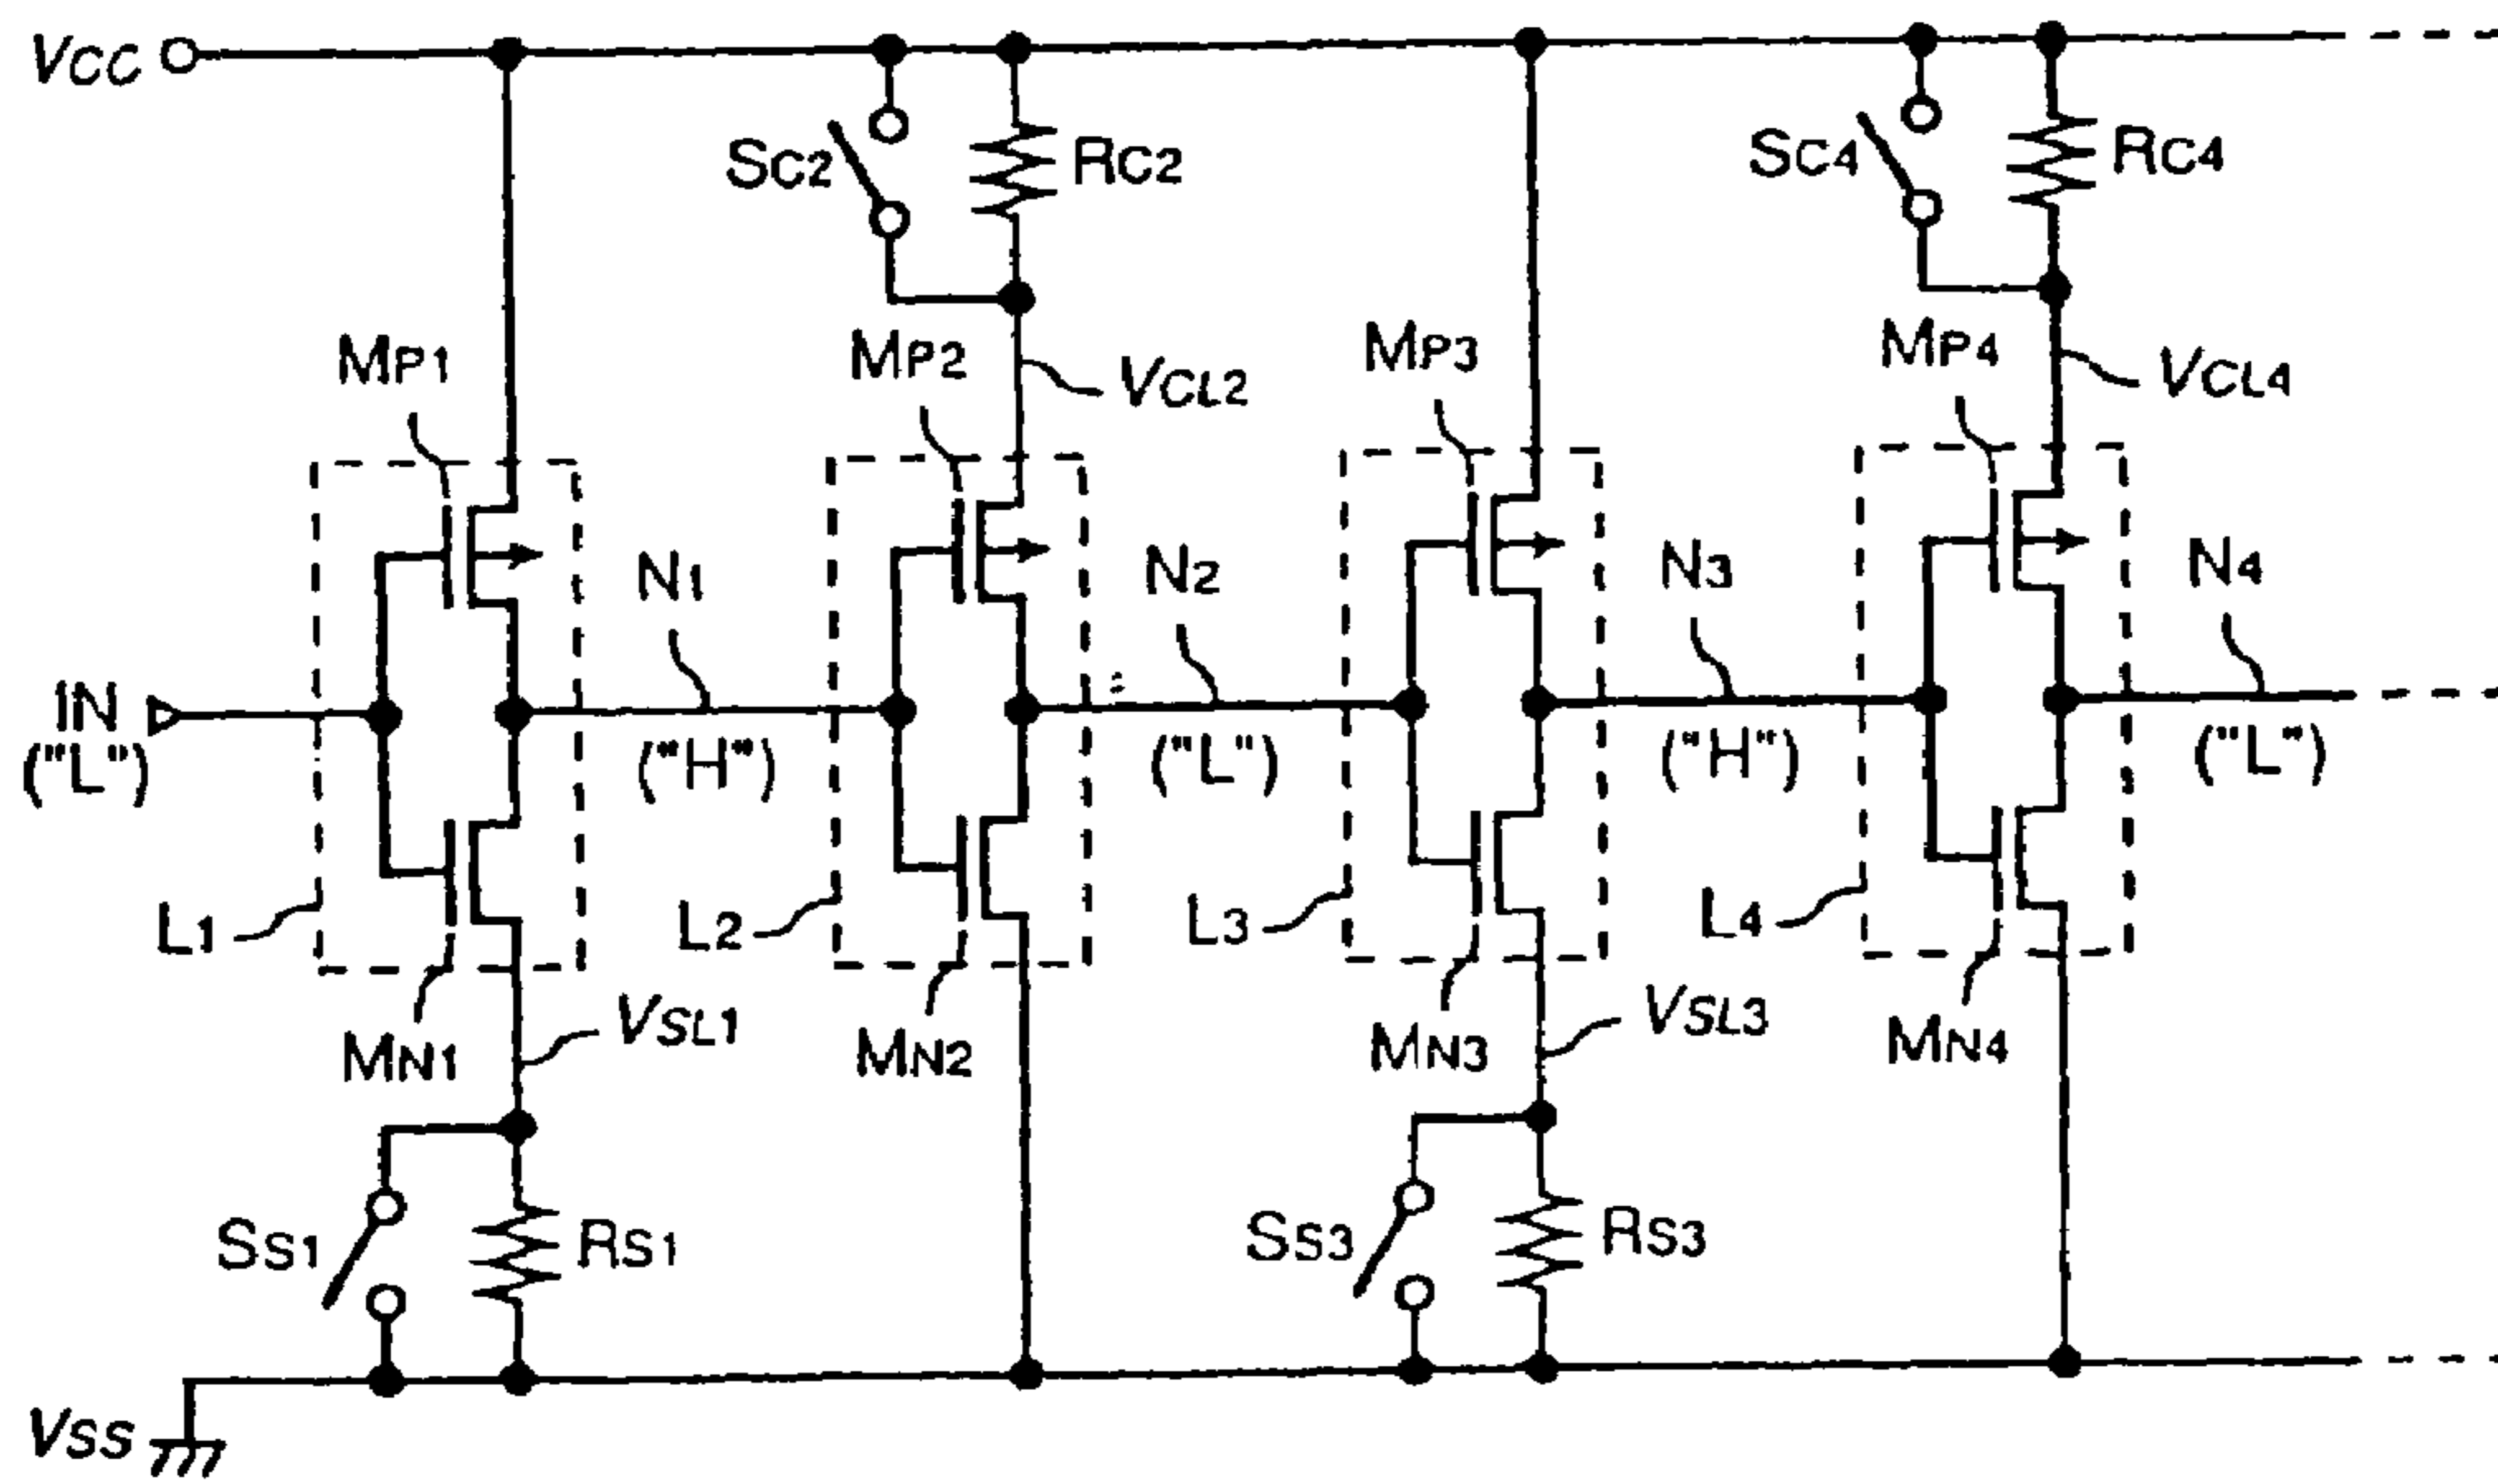 VCC
SC2
RC2
SC4
RC4
MP1
MP2
VCL2
MP3
MP4
VCL4
N1
N2
N3
N4
IN
("L")
("H")
("L")
("H")
("L")
L1
L2
L3
L4
MN1
VSL1
MN2
MN3
VSL3
MN4
SS1
RS1
SS3
RS3
VSS